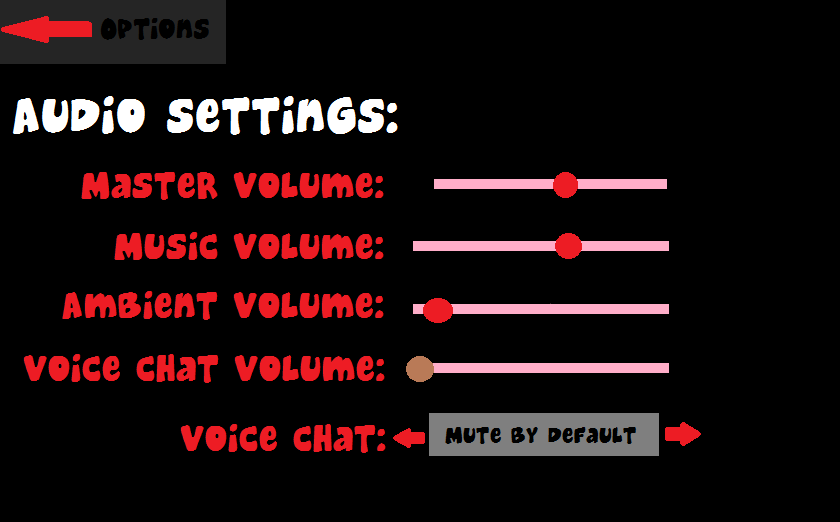 OPTiONS
AUDiO SeTTiNGS:
MaSTeR VOLUMe:
MUSiC VOLUMe:
AMBieNT VOLUMe:
VOiCe CHaT VOLUMe:
VOiCe CHaT:
MUTe BY DeFaULT